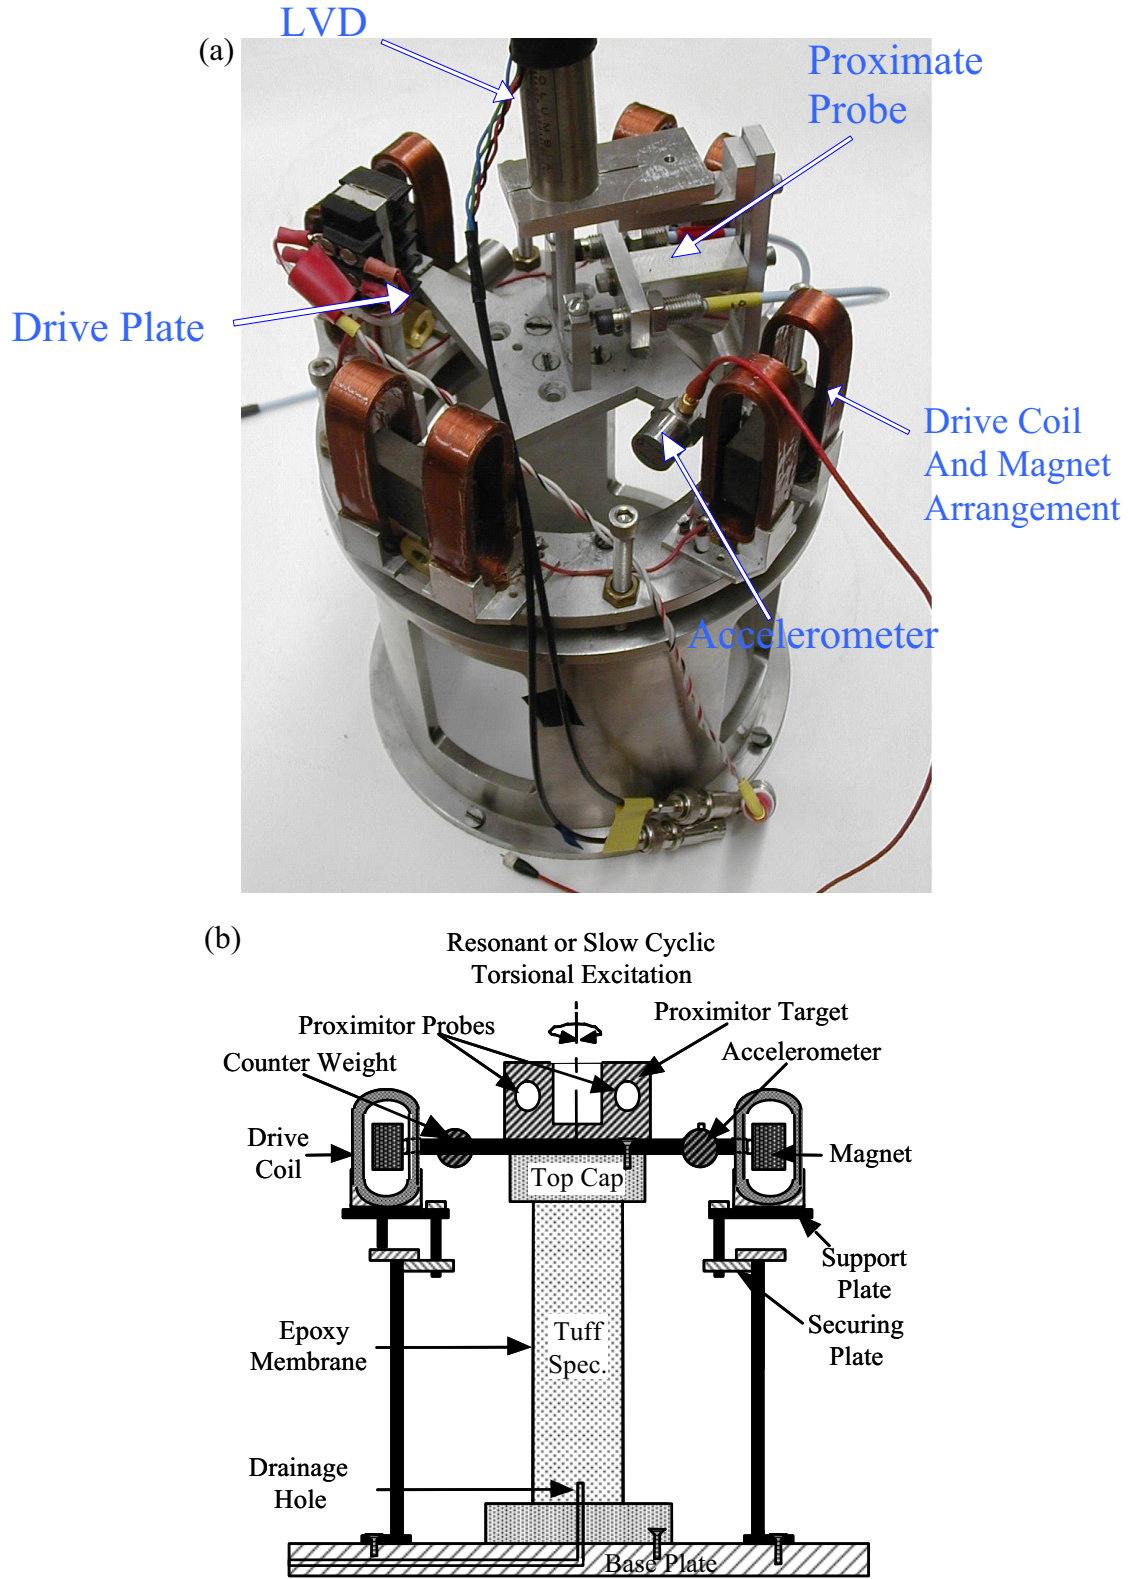 LVD
(a)
Proximate
Probe
COLUMB
Drive Plate
Drive Coil
And Magnet
Arrangement
Accelerometer
(b)
Resonant or Slow Cyclic
Torsional Excitation
Proximitor Probes
Proximitor Target
Counter Weight
Accelerometer
Drive
Coil
Top Cap
Magnet
Support
Plate
Securing
Plate
Epoxy
Membrane
Tuff
Spec.
Drainage
Hole
Base Plate